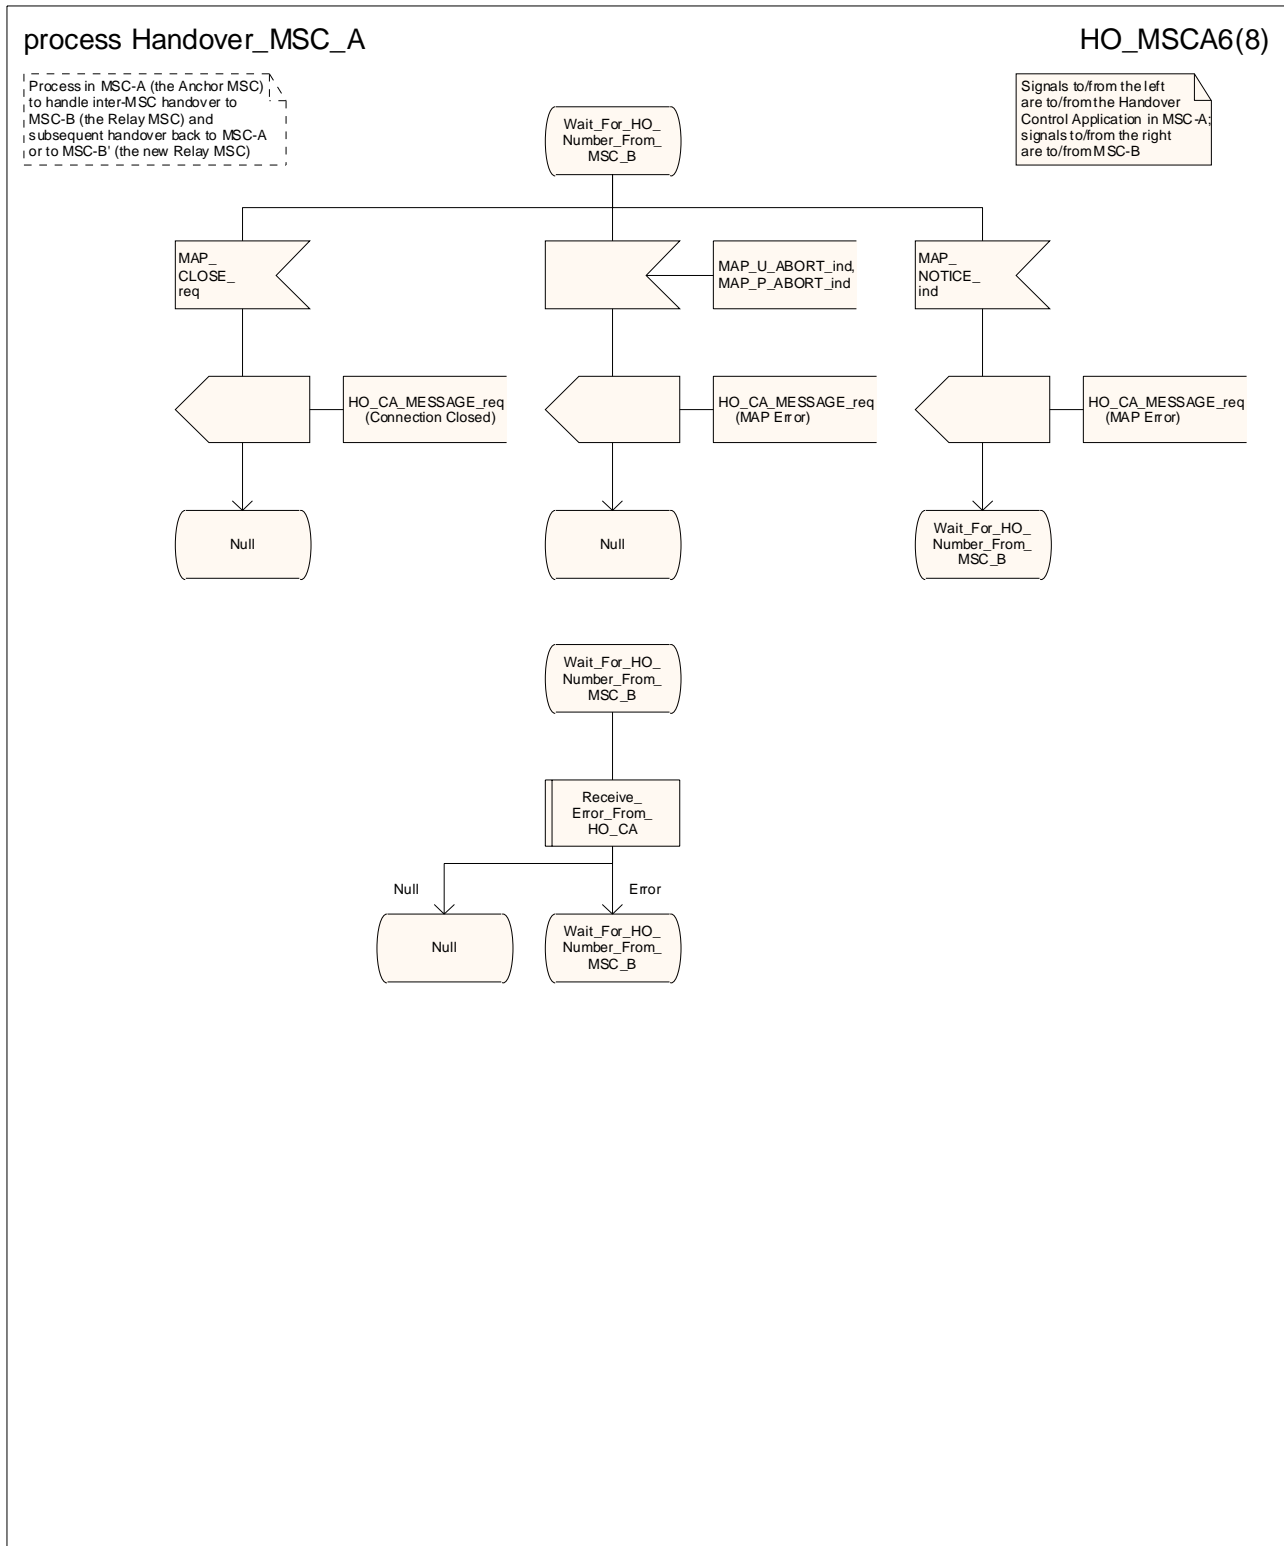 process Handover_MSC_A
HO_MSCA6(8)
Process in MSC-A (the Anchor MSC)
to handle inter-MSC handover to
MSC-B (the Relay MSC) and
subsequent handover back to MSC-A
or to MSC-B' (the new Relay MSC)
Signals to/from the left
are to/from the Handover
Control Application in MSC-A;
signals to/from the right
are to/from MSC-B
Wait_For_HO_
Number_From_
MSC_B
MAP_
CLOSE_
req
MAP_U_ABORT_ind,
MAP_P_ABORT_ind
MAP_
NOTICE_
ind
HO_CA_MESSAGE_req
(Connection Closed)
HO_CA_MESSAGE_req
(MAP Error)
HO_CA_MESSAGE_req
(MAP Error)
Null
Null
Wait_For_HO_
Number_From_
MSC_B
Wait_For_HO_
Number_From_
MSC_B
Receive_
Error_From_
HO_CA
Null
Error
Null
Wait_For_HO_
Number_From_
MSC_B